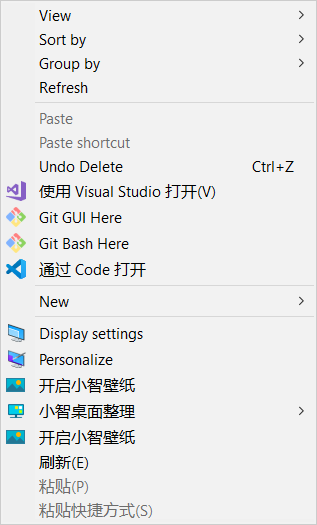 View
Sort by
Group by
Refresh
Paste
Paste shortcut
Undo Delete Ctrl+Z
使用 Visual Studio 打开(V)
Git GUI Here
Git Bash Here
通过 Code 打开
New
Display settings
Personalize
开启小智壁纸
小智桌面整理
开启小智壁纸
刷新(E)
粘贴(P)
粘贴快捷方式(S)